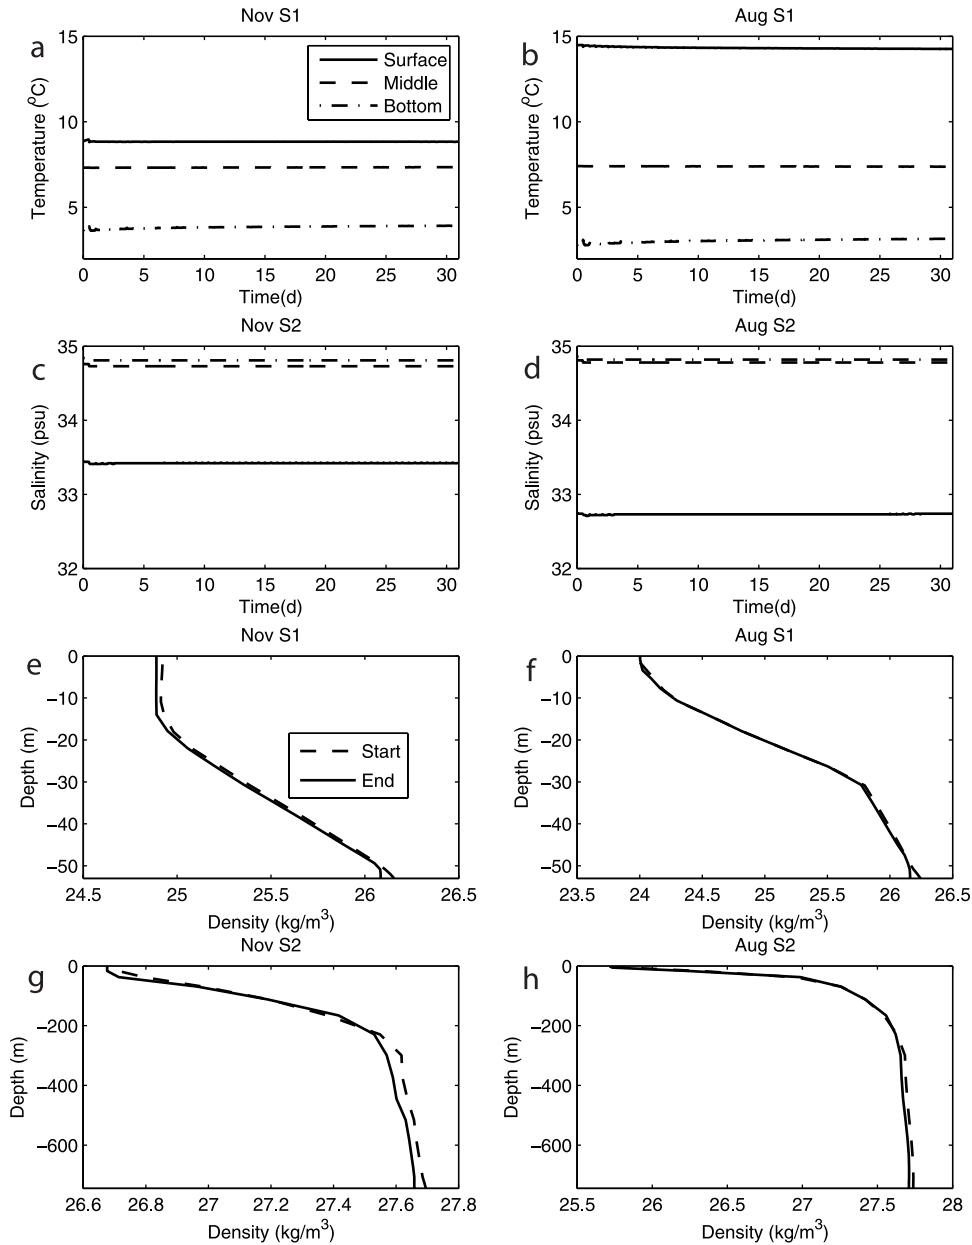 Nov S1
Aug S1
a
b
15
10
5
Temperature (°C)
Surface
Middle
Bottom
0 5 10 15 20 25 30
Time(d)
15
10
5
Temperature (°C)
0 5 10 15 20 25 30
Time(d)
Nov S2
Aug S2
c
d
35
34
33
32
Salinity (psu)
0 5 10 15 20 25 30
Time(d)
35
34
33
32
Salinity (psu)
0 5 10 15 20 25 30
Time(d)
Nov S1
Aug S1
e
f
0
−10
−20
−30
−40
−50
Depth (m)
Start
End
24.5 25 25.5 26 26.5
Density (kg/m³)
0
−10
−20
−30
−40
−50
Depth (m)
23.5 24 24.5 25 25.5 26 26.5
Density (kg/m³)
Nov S2
Aug S2
g
h
0
−200
−400
−600
Depth (m)
26.6 26.8 27 27.2 27.4 27.6 27.8
Density (kg/m³)
0
−200
−400
−600
Depth (m)
25.5 26 26.5 27 27.5 28
Density (kg/m³)